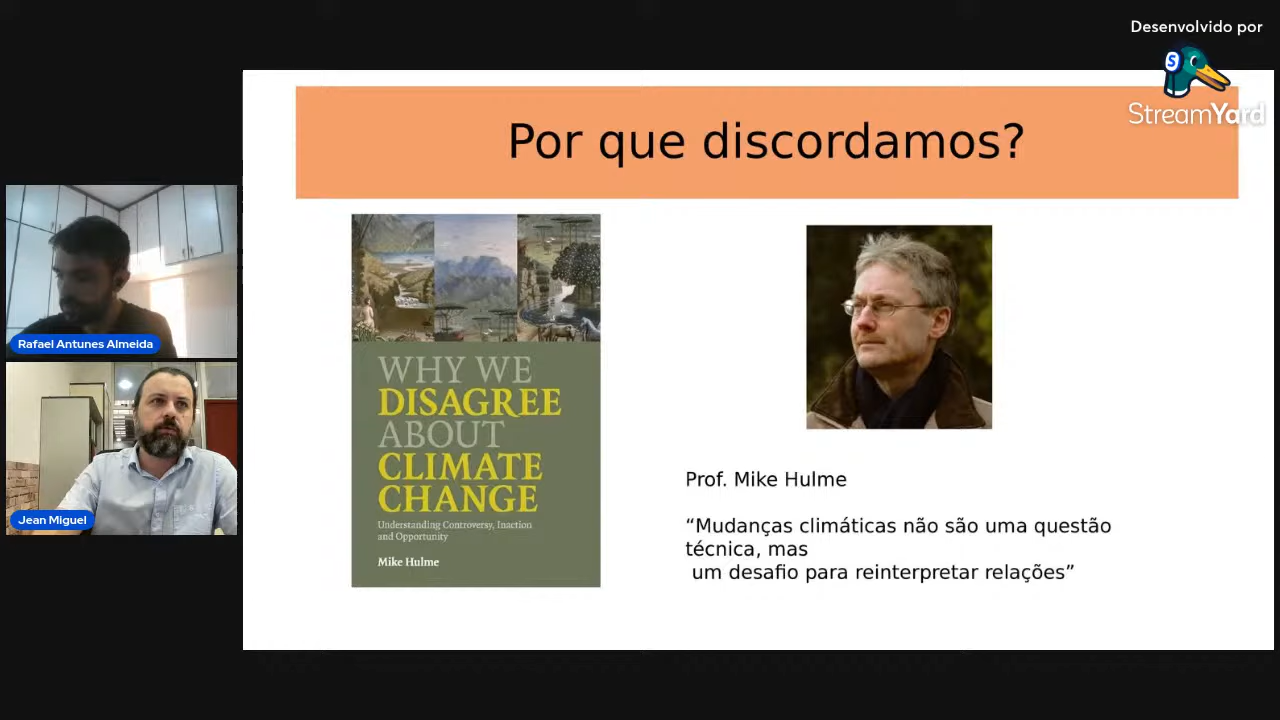 Desenvolvido por
StreamYard
Por que discordamos?
WHY WE
DISAGREE
ABOUT
CLIMATE
CHANGE
Understanding Controversy, Inaction
and Opportunity
Mike Hulme
Prof. Mike Hulme
“Mudanças climáticas não são uma questão
técnica, mas
um desafio para reinterpretar relações”
Rafael Antunes Almeida
Jean Miguel